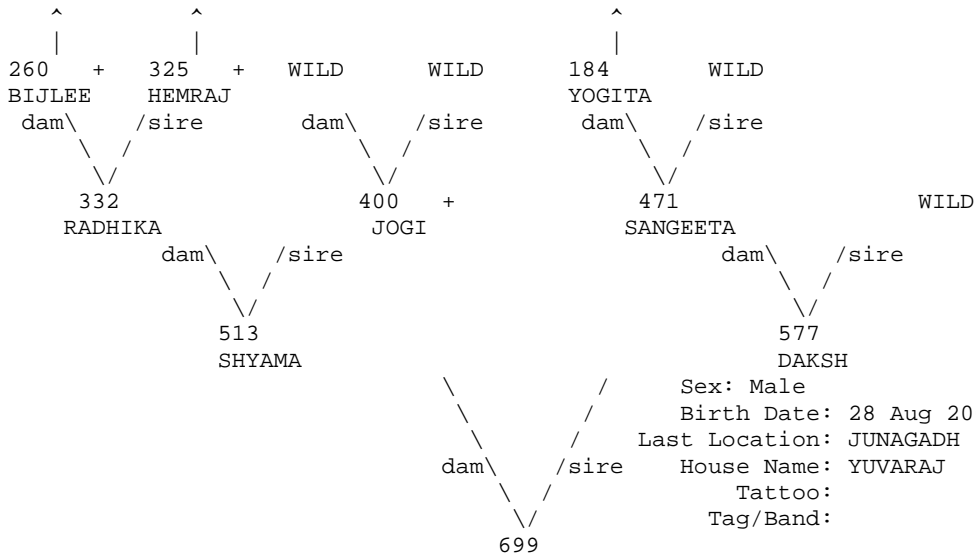 ^ ^ ^
| | |
260 + 325 + WILD WILD 184 WILD
BIJLEE HEMRAJ YOGITA
dam\ /sire dam\ /sire dam\ /sire
\ / \ / \ /
\/ \/ \/
332 400 + 471 WILD
RADHIKA JOGI SANGEETA
dam\ /sire dam\ /sire
\ / \ /
\/ \/
513 577
SHYAMA DAKSH
\ / Sex: Male
\ / Birth Date: 28 Aug 20
\ / Last Location: JUNAGADH
dam\ /sire House Name: YUVARAJ
\ / Tattoo:
\/ Tag/Band:
699